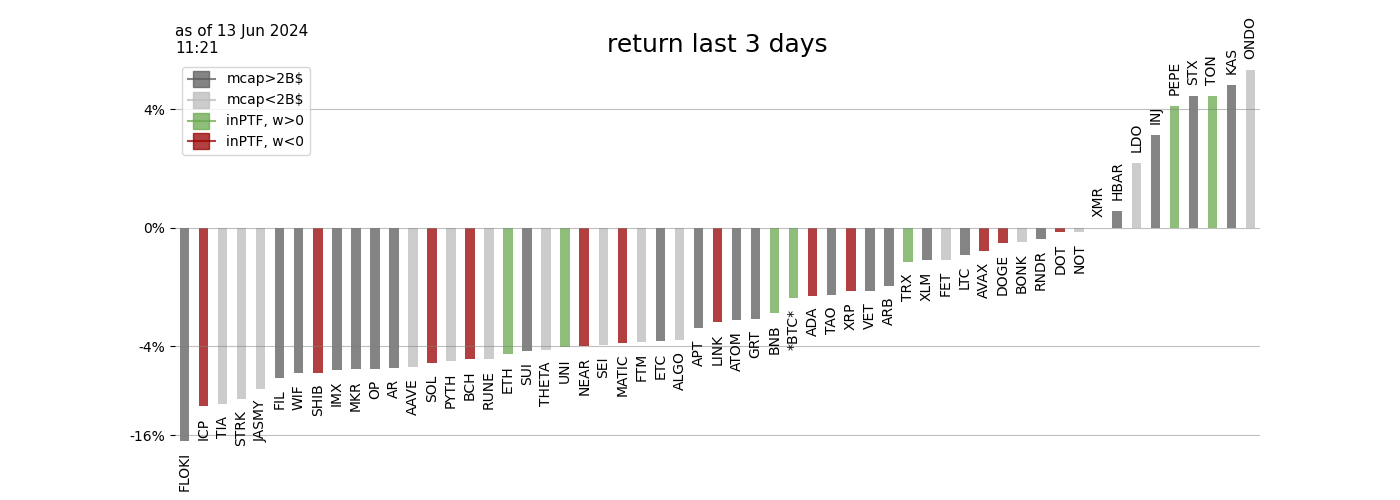 as of 13 Jun 2024
11:21
return last 3 days
mcap>2B$
mcap<2B$
inPTF, w>0
inPTF, w<0
4%
0%
-4%
-16%
FLOKI
ICP
TIA
STRK
JASMY
FIL
WIF
SHIB
IMX
MKR
OP
AR
AAVE
SOL
PYTH
BCH
RUNE
ETH
SUI
THETA
UNI
NEAR
SEI
MATIC
FTM
ETC
ALGO
APT
LINK
ATOM
GRT
BNB
*BTC*
ADA
TAO
XRP
VET
ARB
TRX
XLM
FET
LTC
AVAX
DOGE
BONK
RNDR
DOT
NOT
XMR
HBAR
LDO
INJ
PEPE
STX
TON
KAS
ONDO